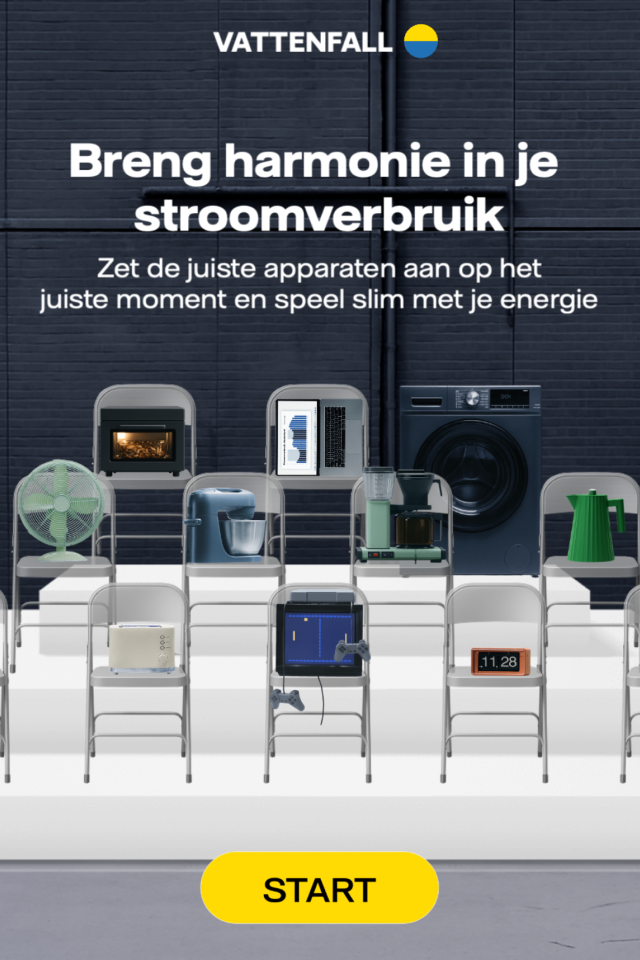 VATTENFALL
Breng harmonie in je
stroomverbruik
Zet de juiste apparaten aan op het
juiste moment en speel slim met je energie
11, 28
START